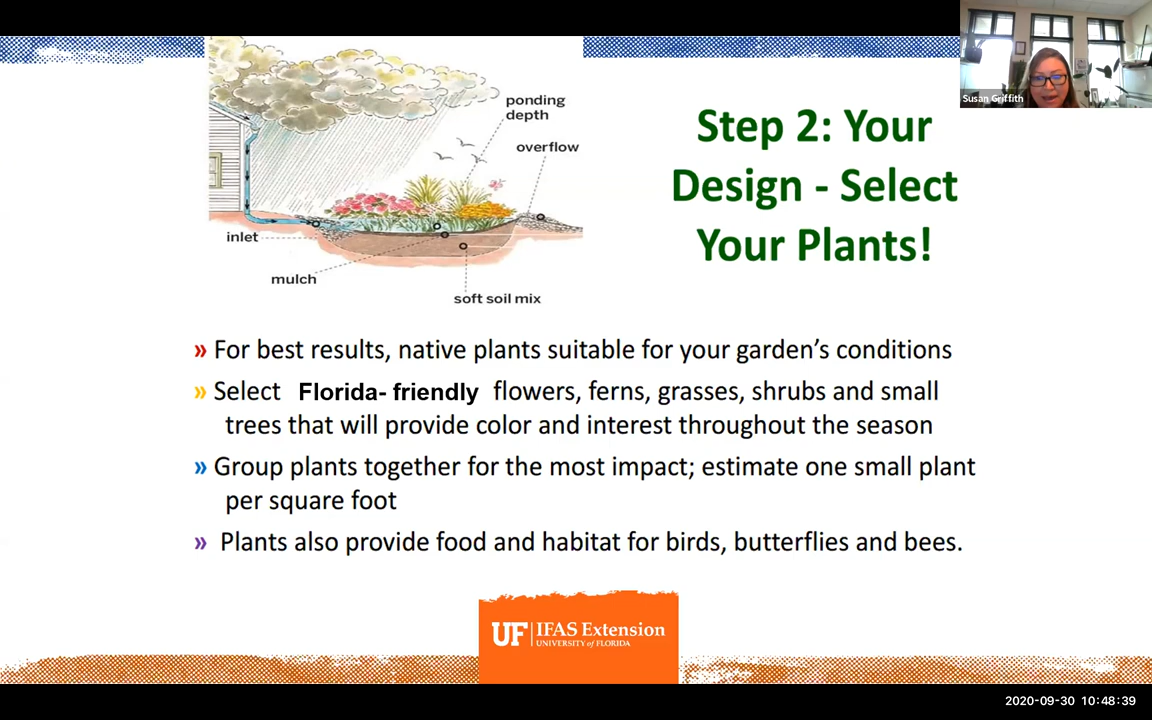 Susan Griffith
ponding
depth
overflow
inlet
mulch
soft soil mix
Step 2: Your
Design - Select
Your Plants!
» For best results, native plants suitable for your garden's conditions
» Select Florida- friendly flowers, ferns, grasses, shrubs and small
trees that will provide color and interest throughout the season
» Group plants together for the most impact; estimate one small plant
per square foot
» Plants also provide food and habitat for birds, butterflies and bees.
UF IFAS Extension
UNIVERSITY of FLORIDA
2020-09-30 10:48:39